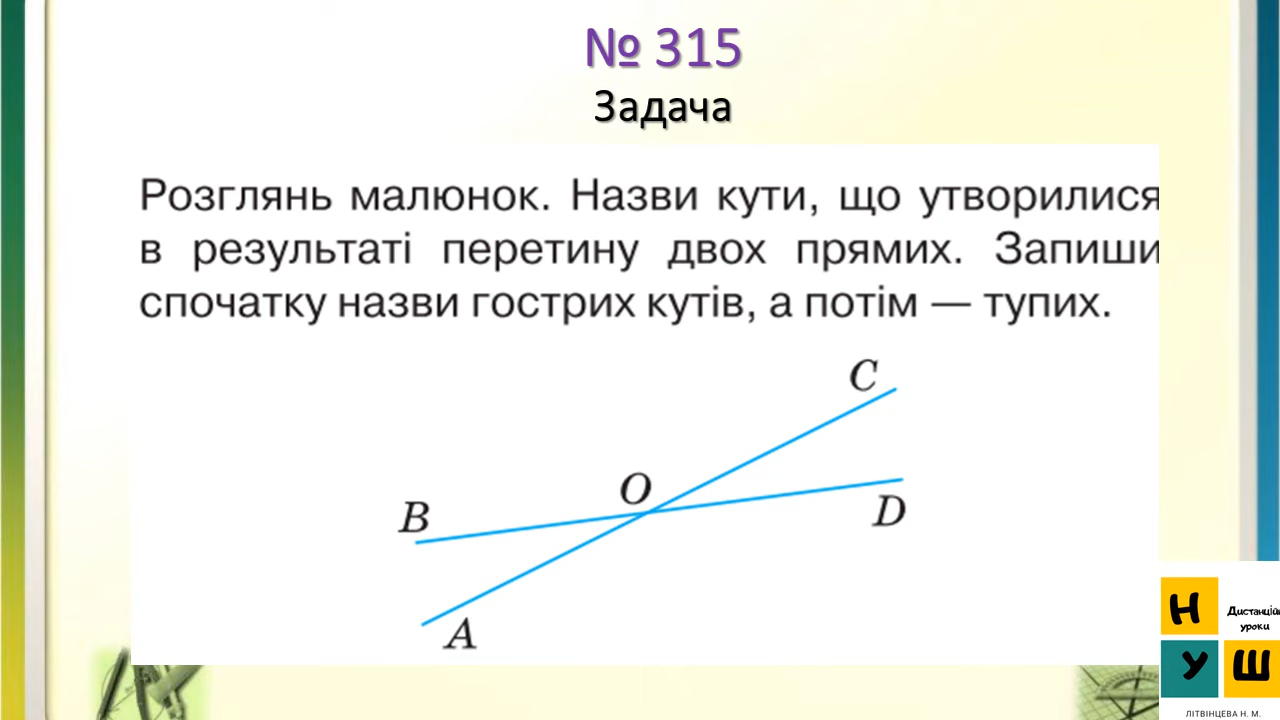 № 315
Задача
Розглянь малюнок. Назви кути, що утворилися
в результаті перетину двох прямих. Запиши
спочатку назви гострих кутів, а потім — тупих.
C
O
B
D
A
Н
Дистанцій
уроки
У Ш
ЛІТВІНЦЕВА Н. М.